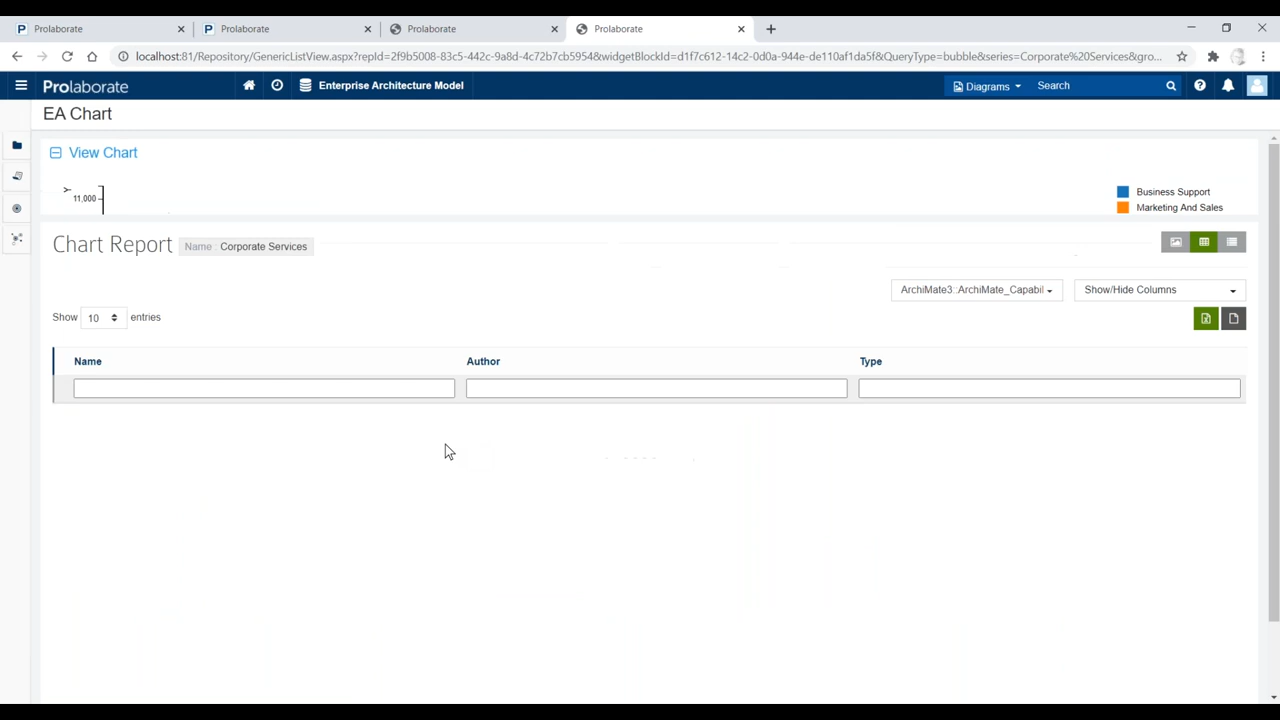 Prolaborate Prolaborate Prolaborate Prolaborate
localhost:81/Repository/GenericListView.aspx?repId=2f9b5008-83c5-442c-9a8d-4c72b7cb5954&widgetBlockId=d1f7c612-14c2-0d0a-944e-de110af1da5f&QueryType=bubble&series=Corporate%20Services&gro...
Prolaborate Enterprise Architecture Model Diagrams Search
EA Chart
View Chart
Y
11,000
Business Support
Marketing And Sales
Chart Report Name : Corporate Services
ArchiMate3::ArchiMate_Capabil Show/Hide Columns
Show 10 entries
Name Author Type